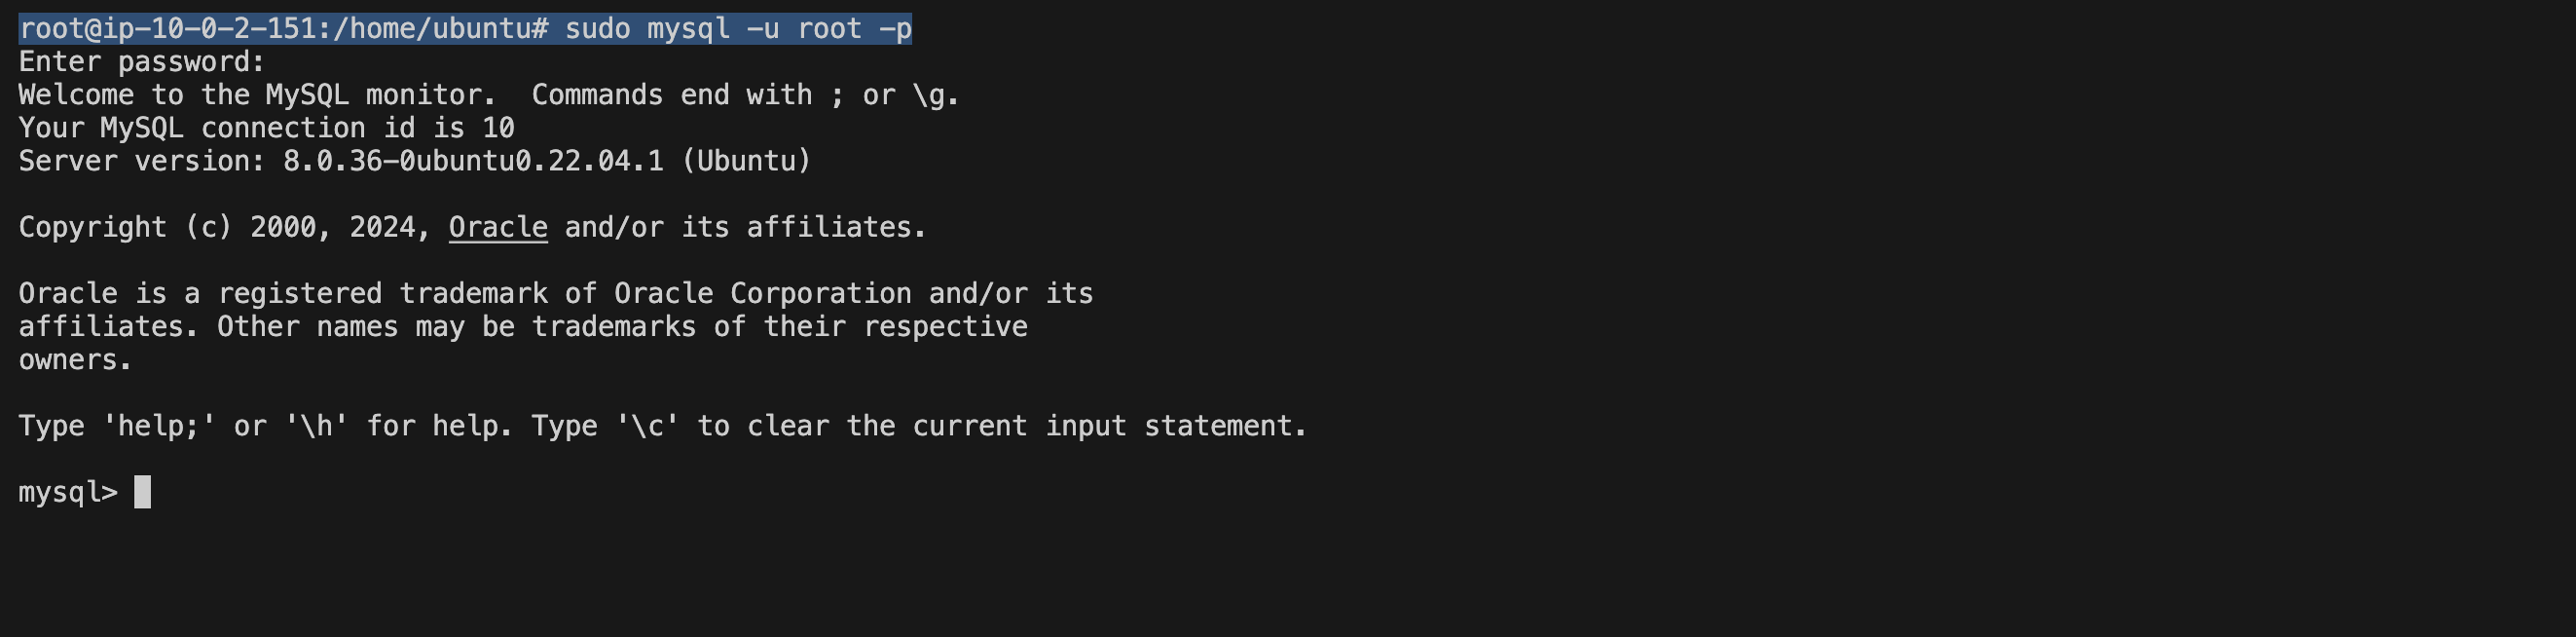 root@ip-10-0-2-151:/home/ubuntu# sudo mysql -u root -p
Enter password:
Welcome to the MySQL monitor.  Commands end with ; or \g.
Your MySQL connection id is 10
Server version: 8.0.36-0ubuntu0.22.04.1 (Ubuntu)

Copyright (c) 2000, 2024, Oracle and/or its affiliates.

Oracle is a registered trademark of Oracle Corporation and/or its
affiliates. Other names may be trademarks of their respective
owners.

Type 'help;' or '\h' for help. Type '\c' to clear the current input statement.

mysql>